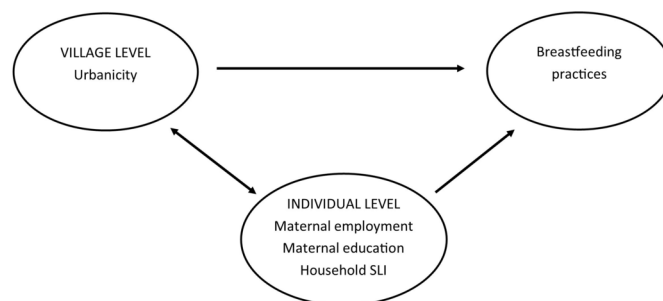 VILLAGE LEVEL
Urbanicity
Breastfeeding
practices
INDIVIDUAL LEVEL
Maternal employment
Maternal education
Household SLI